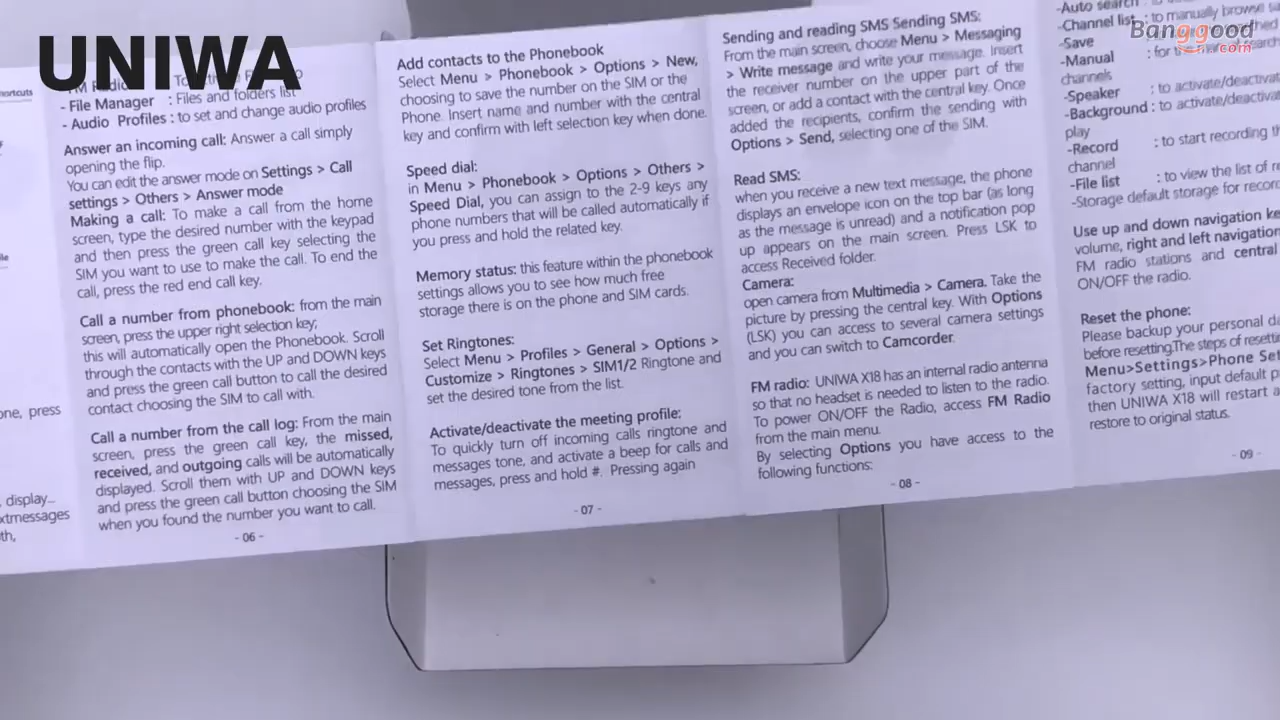 UNIWA
Banggood
.com
ortcuts
one, press
, display...
xtmessages
th,
- File Manager : Files and folders list
- Audio Profiles : to set and change audio profiles
Answer an incoming call: Answer a call simply
opening the flip.
You can edit the answer mode on Settings > Call
settings > Others > Answer mode
Making a call: To make a call from the home
screen, type the desired number with the keypad
and then press the green call key selecting the
SIM you want to use to make the call. To end the
call, press the red end call key.
Call a number from phonebook: from the main
screen, press the upper right selection key;
this will automatically open the Phonebook. Scroll
through the contacts with the UP and DOWN keys
and press the green call button to call the desired
contact choosing the SIM to call with.
Call a number from the call log: From the main
screen, press the green call key, the missed,
received, and outgoing calls will be automatically
displayed. Scroll them with UP and DOWN keys
and press the green call button choosing the SIM
when you found the number you want to call.
- 06 -
Add contacts to the Phonebook
Select Menu > Phonebook > Options > New,
choosing to save the number on the SIM or the
Phone. Insert name and number with the central
key and confirm with left selection key when done.
Speed dial:
in Menu > Phonebook > Options > Others >
Speed Dial, you can assign to the 2-9 keys any
phone numbers that will be called automatically if
you press and hold the related key.
Memory status: this feature within the phonebook
settings allows you to see how much free
storage there is on the phone and SIM cards.
Set Ringtones:
Select Menu > Profiles > General > Options >
Customize > Ringtones > SIM1/2 Ringtone and
set the desired tone from the list.
Activate/deactivate the meeting profile:
To quickly turn off incoming calls ringtone and
messages tone, and activate a beep for calls and
messages, press and hold #. Pressing again
- 07 -
Sending and reading SMS Sending SMS:
From the main screen, choose Menu > Messaging
> Write message and write your message. Insert
the receiver number on the upper part of the
screen, or add a contact with the central key. Once
added the recipients, confirm the sending with
Options > Send, selecting one of the SIM.
Read SMS:
when you receive a new text message, the phone
displays an envelope icon on the top bar (as long
as the message is unread) and a notification pop
up appears on the main screen. Press LSK to
access Received folder.
Camera:
open camera from Multimedia > Camera. Take the
picture by pressing the central key. With Options
(LSK) you can access to several camera settings
and you can switch to Camcorder.
FM radio: UNIWA X18 has an internal radio antenna
so that no headset is needed to listen to the radio.
To power ON/OFF the Radio, access FM Radio
from the main menu.
By selecting Options you have access to the
following functions:
- 08 -
-Auto search
-Channel list : to manually browse
-Save
-Manual : for
channels
-Speaker : to activate/deactivat
-Background : to activate/deactiva
play
-Record : to start recording th
channel
-File list : to view the list of re
-Storage default storage for recor
Use up and down navigation ke
volume, right and left navigation
FM radio stations and central
ON/OFF the radio.
Reset the phone:
Please backup your personal da
before resetting.The steps of resetti
Menu>Settings>Phone Set
factory setting, input default p
then UNIWA X18 will restart a
restore to original status.
- 09 -